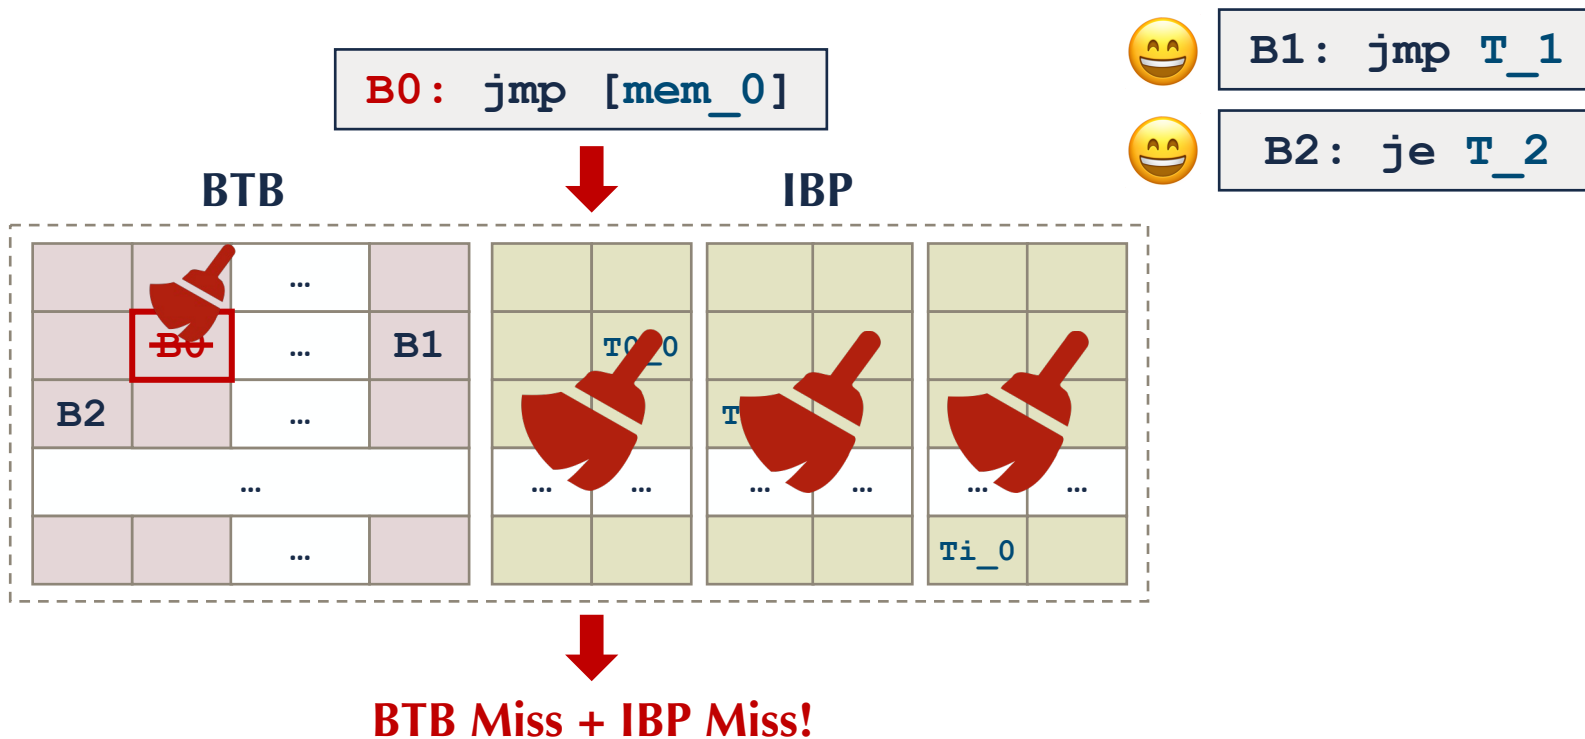 B0: jmp [mem_0]
B1: jmp T_1
B2: je T_2
BTB
IBP
…
B0 … B1
T0_0
B2 …
T
…
… … … … … …
…
Ti_0
BTB Miss + IBP Miss!